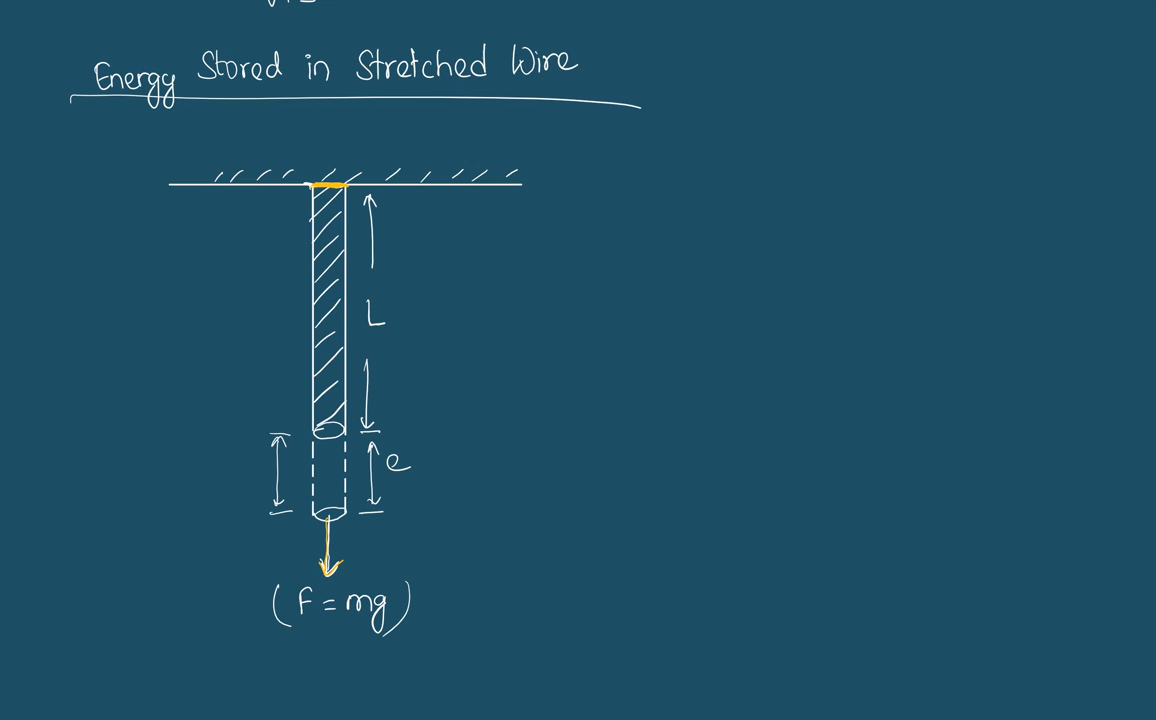 Energy Stored in Stretched Wire
L
e
(F = mg)